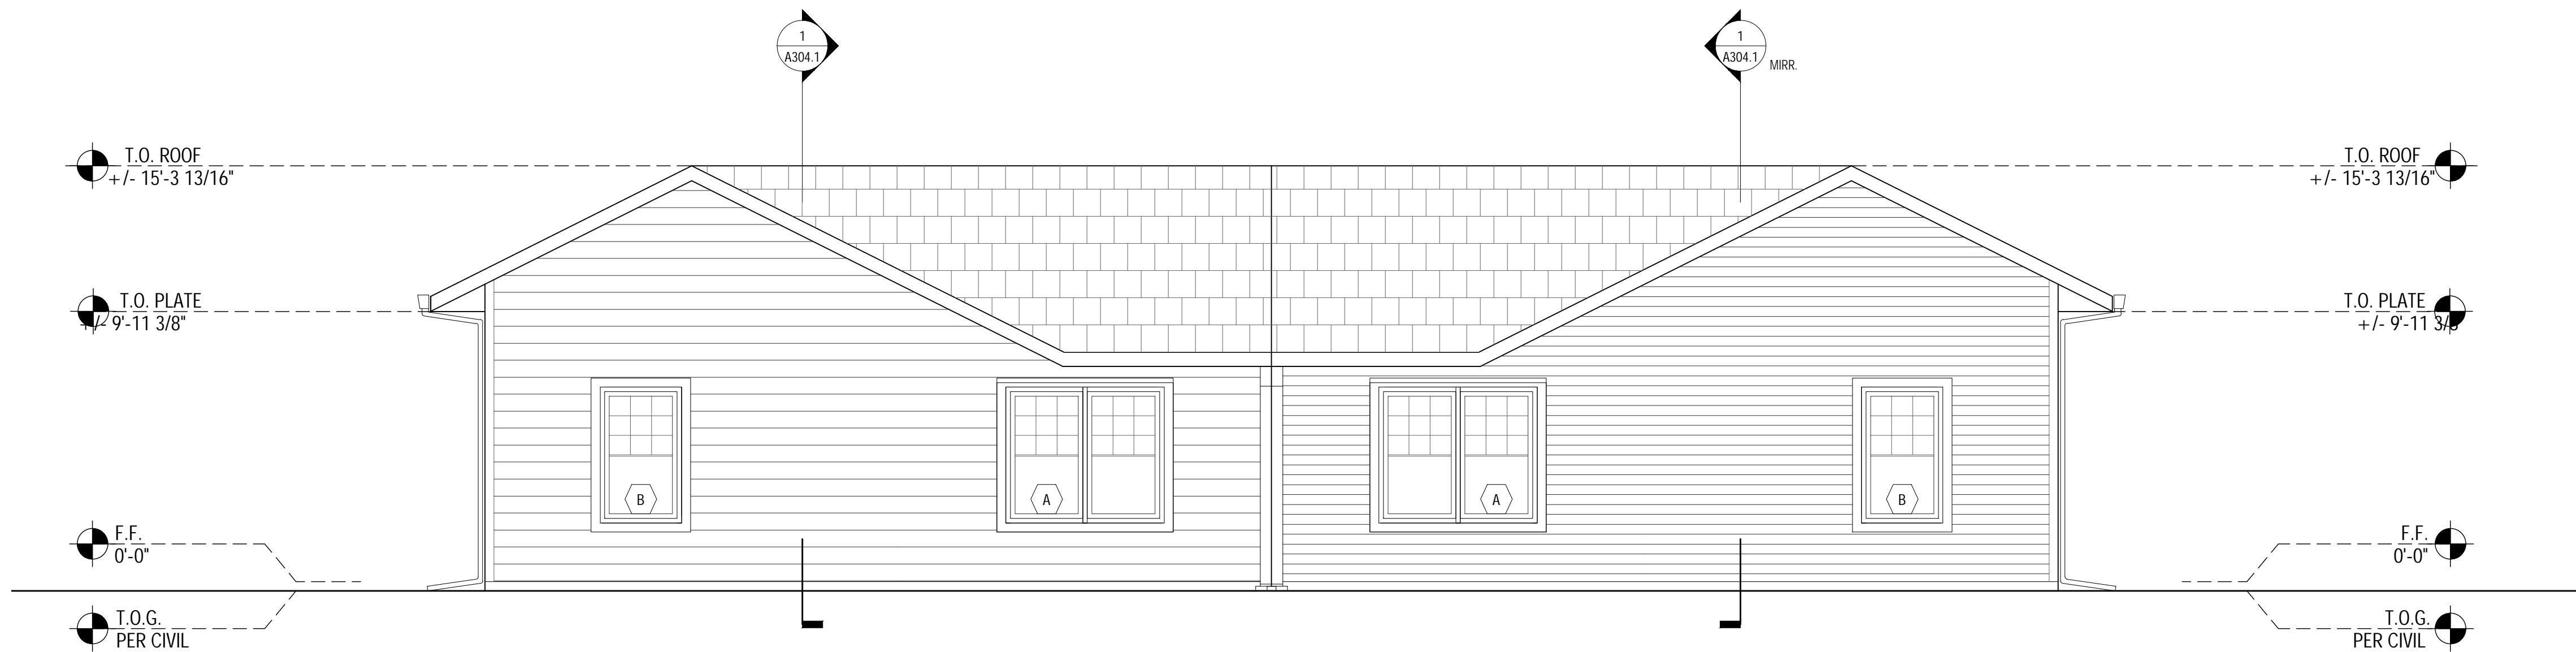 1
A304.1
1
A304.1
MIRR.
T.O. ROOF
+/- 15'-3 13/16"
T.O. ROOF
+/- 15'-3 13/16"
T.O. PLATE
+/- 9'-11 3/8"
T.O. PLATE
+/- 9'-11 3/8
B
A
A
B
F.F.
0'-0"
F.F.
0'-0"
T.O.G.
PER CIVIL
T.O.G.
PER CIVIL